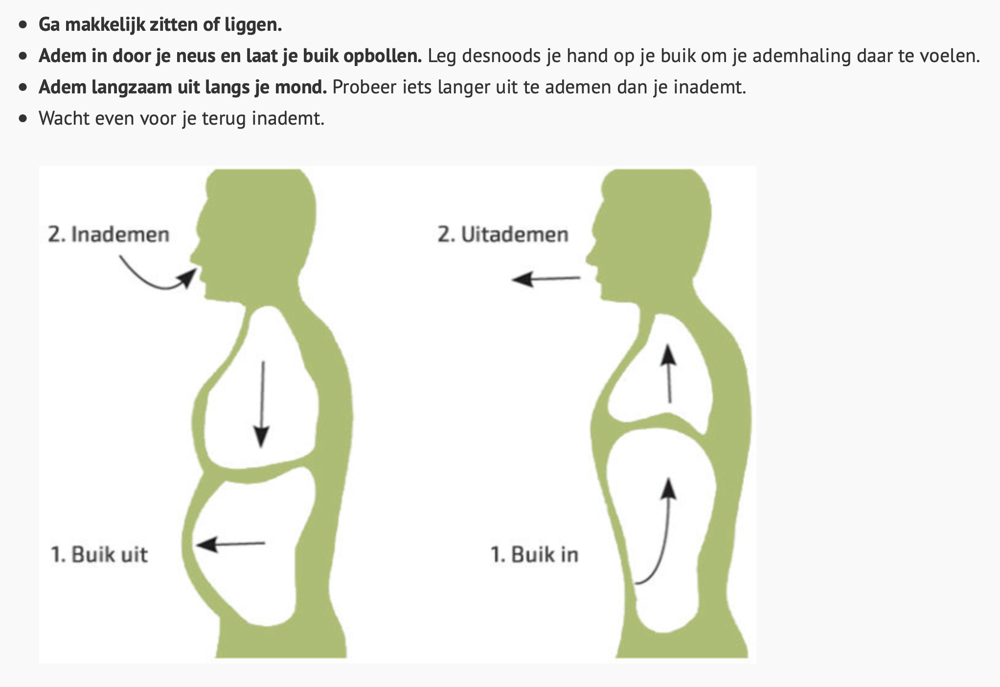 Ga makkelijk zitten of liggen.
Adem in door je neus en laat je buik opbollen. Leg desnoods je hand op je buik om je ademhaling daar te voelen.
Adem langzaam uit langs je mond. Probeer iets langer uit te ademen dan je inademt.
Wacht even voor je terug inademt.
2. Inademen
1. Buik uit
2. Uitademen
1. Buik in